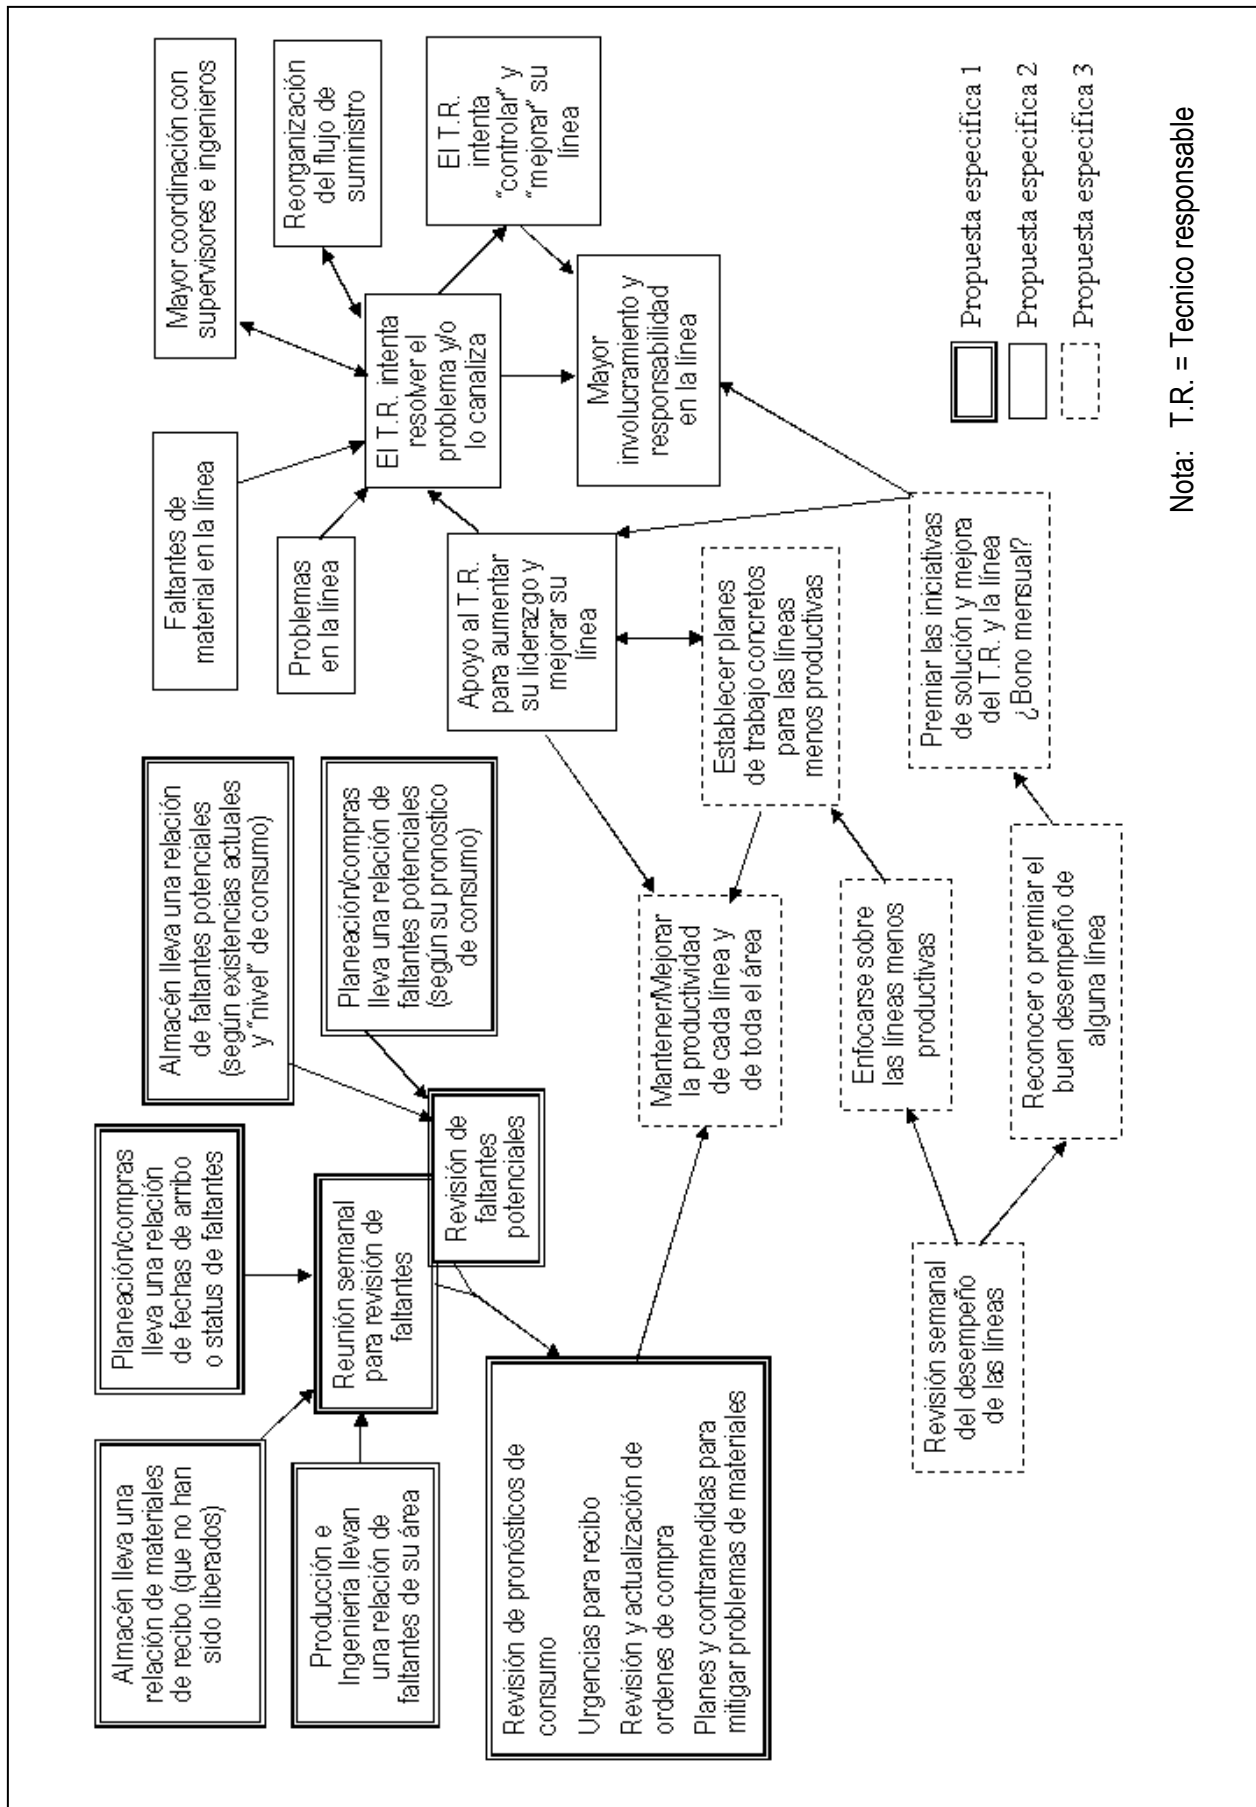 Almacén lleva una
relación de materiales
de recibo (que no han
sido liberados)
Planeación/compras
lleva una relación
de fechas de arribo
o status de faltantes
Almacén lleva una relación
de faltantes potenciales
(según existencias actuales
y "nivel" de consumo)
Faltantes de
material en la línea
Mayor coordinación con
supervisores e ingenieros
Producción e
Ingeniería llevan
una relación de
faltantes de su área
Reunión semanal
para revisión de
faltantes
Planeación/compras
lleva una relación de
faltantes potenciales
(según su pronostico
de consumo)
Revisión de
faltantes
potenciales
Problemas
en la línea
Reorganización
del flujo de
suministro
El T.R. intenta
resolver el
problema y/o
lo canaliza
El T.R.
intenta
"controlar" y
"mejorar" su
línea
Apoyo al T.R.
para aumentar
su liderazgo y
mejorar su
línea
Mayor
involucramiento y
responsabilidad
en la línea
Revisión de pronósticos de
consumo
Urgencias para recibo
Revisión y actualización de
ordenes de compra
Planes y contramedidas para
mitigar problemas de materiales
Mantener/Mejorar
la productividad
de cada línea y
de toda el área
Establecer planes
de trabajo concretos
para las líneas
menos productivas
Enfocarse sobre
las líneas menos
productivas
Revisión semanal
del desempeño
de las líneas
Reconocer o premiar el
buen desempeño de
alguna línea
Premiar las iniciativas
de solución y mejora
del T.R. y la línea
¿Bono mensual?
Propuesta especifica 1
Propuesta especifica 2
Propuesta especifica 3
Nota: T.R. = Tecnico responsable